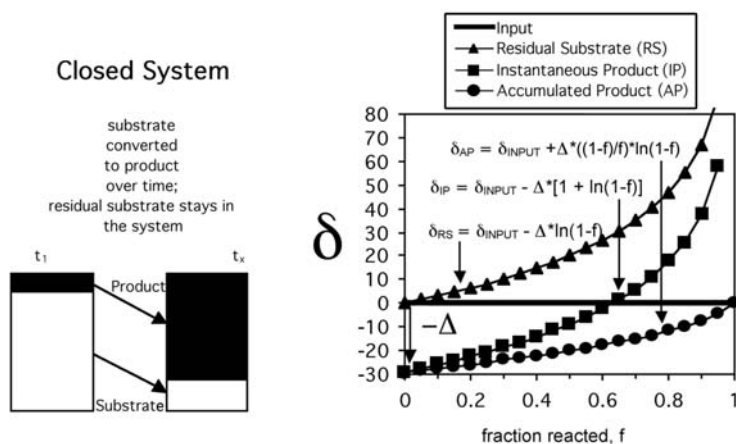 Closed System
substrate
converted
to product
over time;
residual substrate stays in
the system
t₁ tₓ
Product
Substrate
Input
Residual Substrate (RS)
Instantaneous Product (IP)
Accumulated Product (AP)
80
70
60
50
40
30
20
10
0
-10
-20
-30
δ
δAP = δINPUT +Δ*((1-f)/f)*ln(1-f)
δIP = δINPUT - Δ*[1 + ln(1-f)]
δRS = δINPUT - Δ*ln(1-f)
−Δ
0 0.2 0.4 0.6 0.8 1
fraction reacted, f